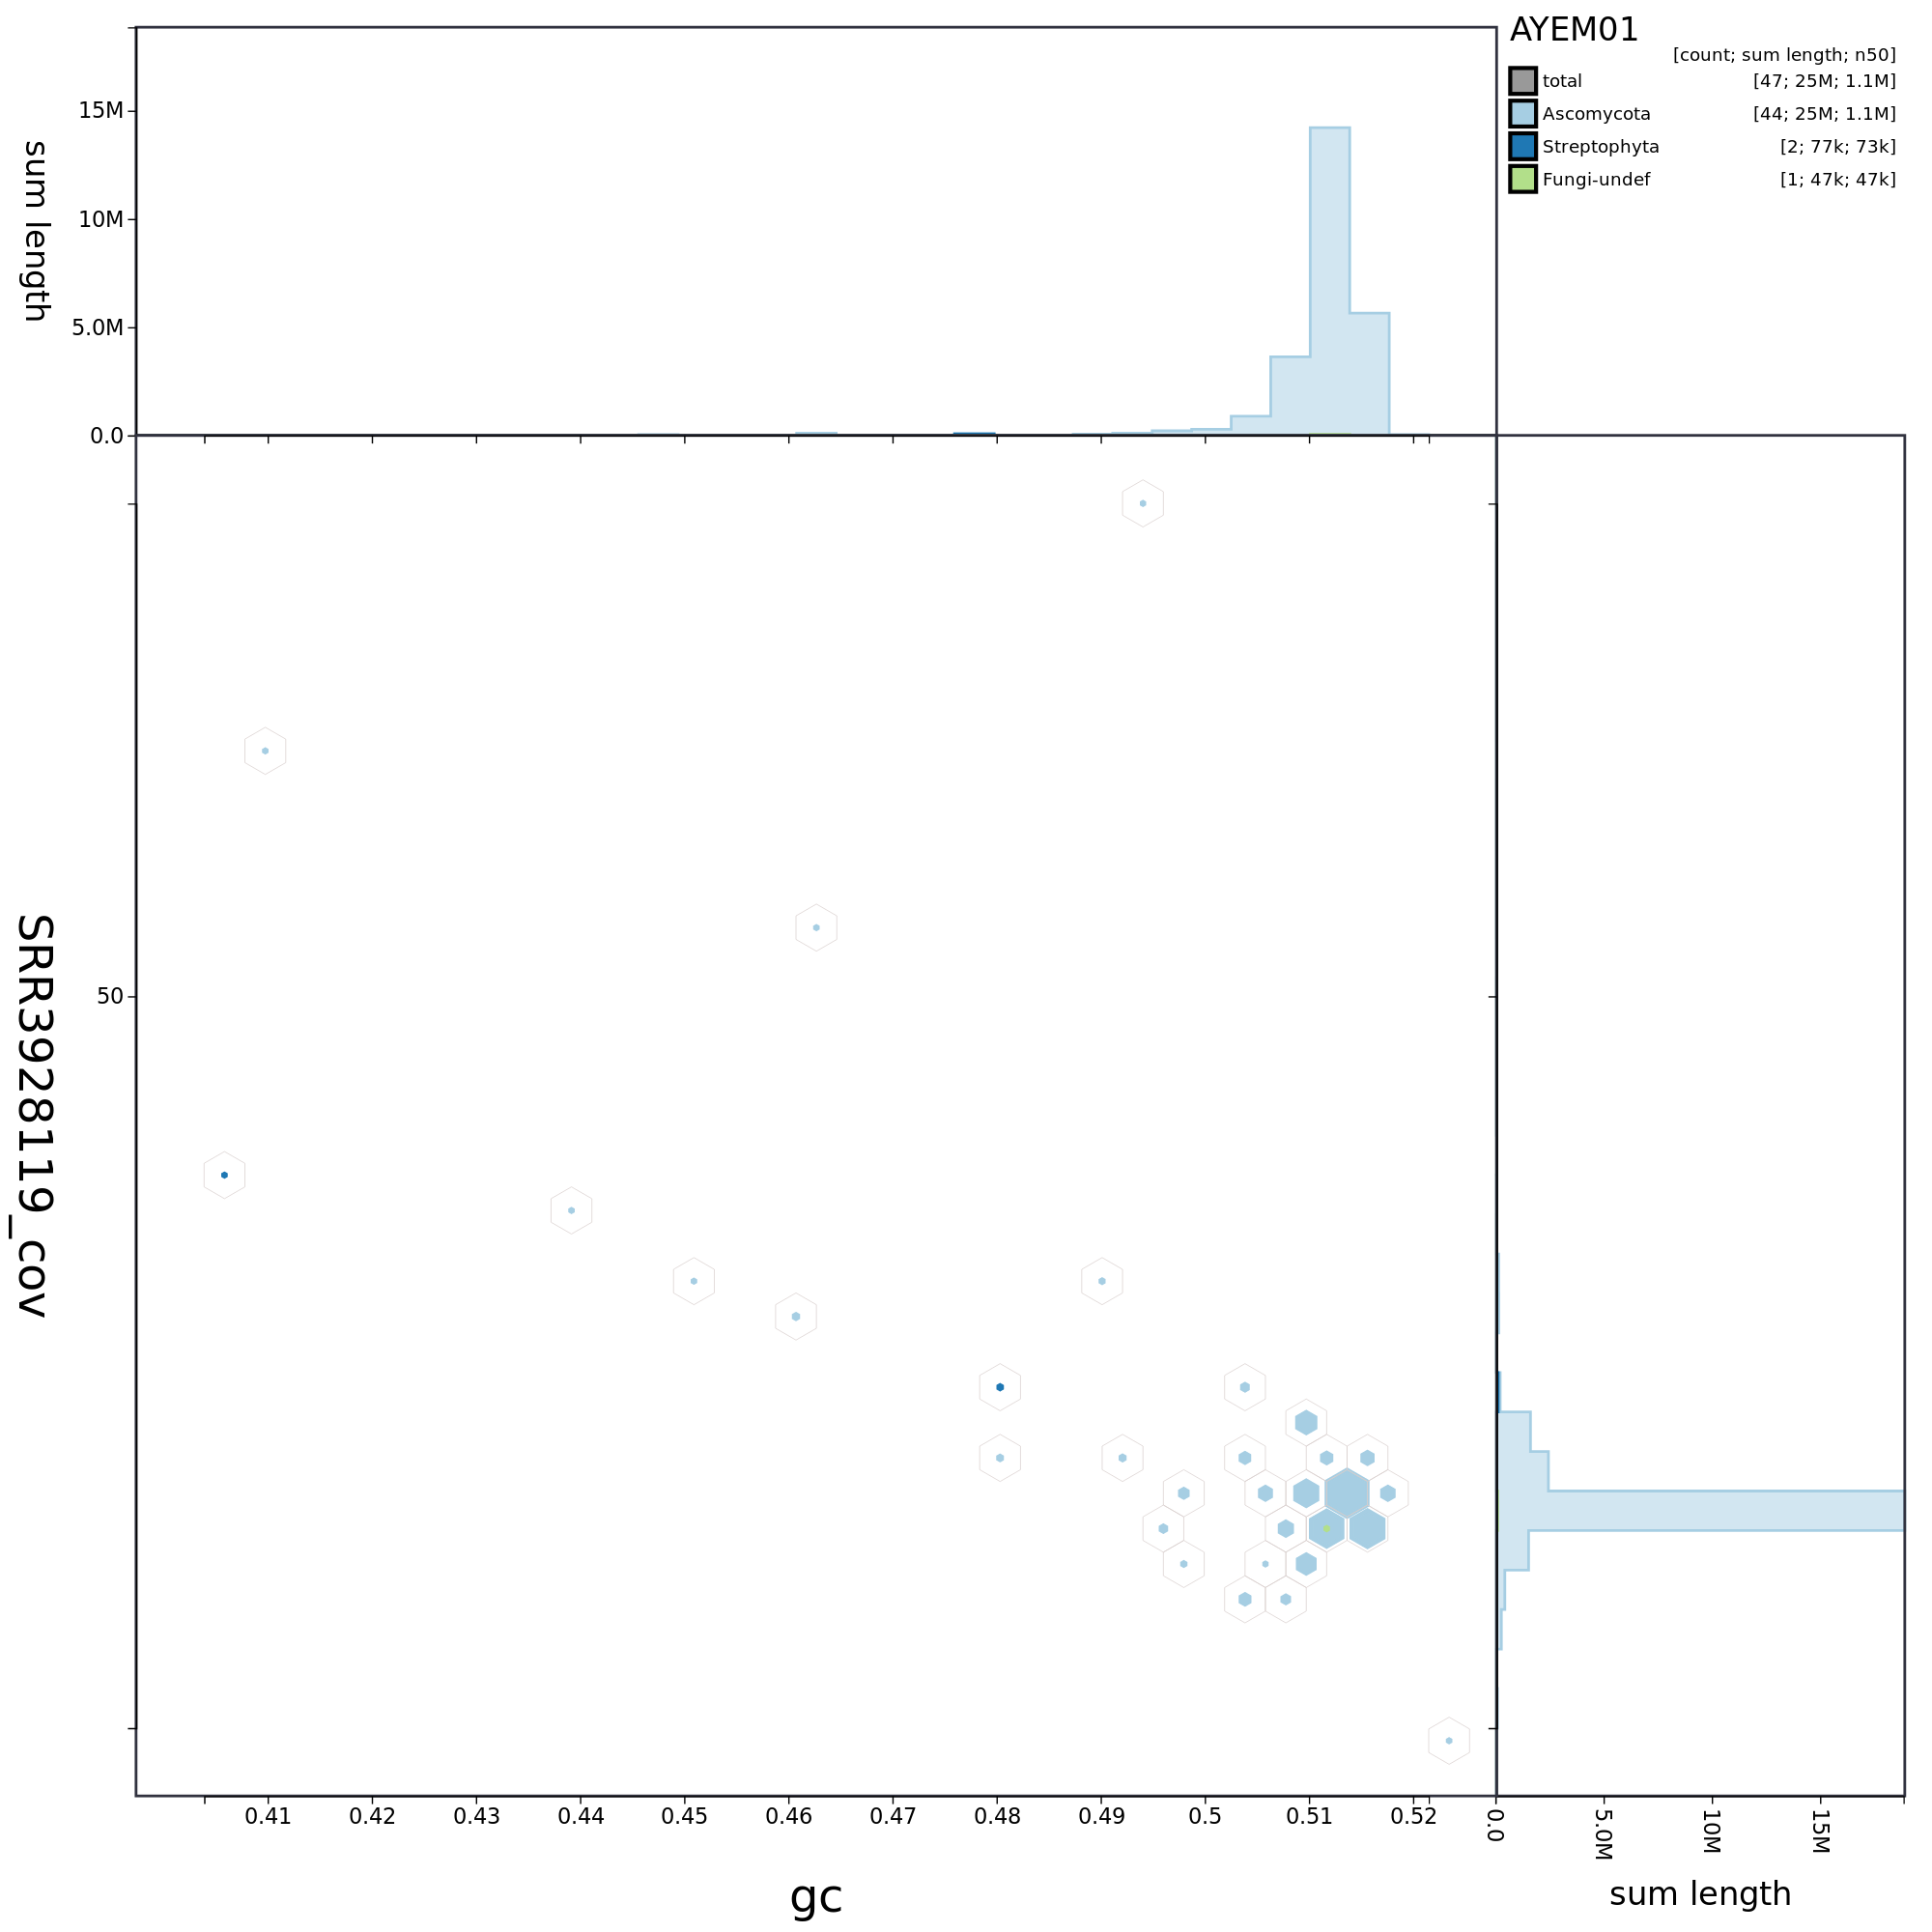 AYEM01
[count; sum length; n50]
total [47; 25M; 1.1M]
Ascomycota [44; 25M; 1.1M]
Streptophyta [2; 77k; 73k]
Fungi-undef [1; 47k; 47k]
15M
10M
5.0M
0.0
sum length
50
SRR3928119_cov
0.41 0.42 0.43 0.44 0.45 0.46 0.47 0.48 0.49 0.5 0.51 0.52
gc
0.0 5.0M 10M 15M
sum length